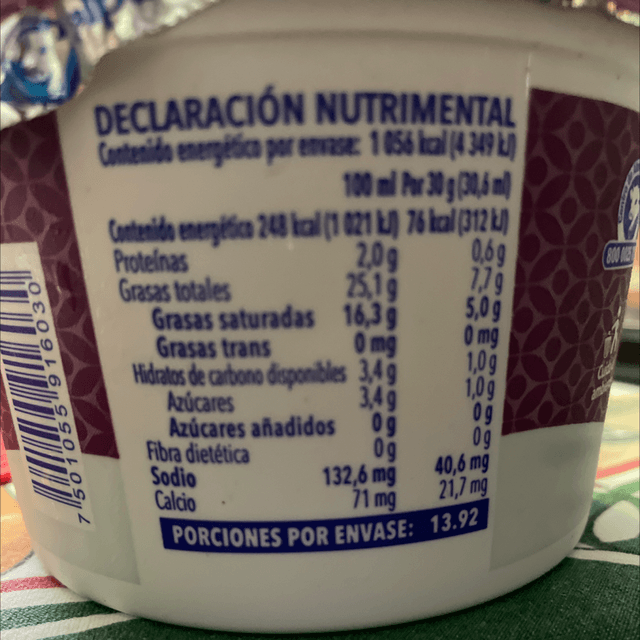 DECLARACIÓN NUTRIMENTAL
Contenido energético por envase: 1 056 kcal (4 349 kJ)
100 ml Por 30 g (30,6 ml)
Contenido energético 248 kcal (1 021 kJ) 76 kcal (312 kJ)
Proteínas 2,0 g 0,6 g
Grasas totales 25,1 g 7,7 g
Grasas saturadas 16,3 g 5,0 g
Grasas trans 0 mg 0 mg
Hidratos de carbono disponibles 3,4 g 1,0 g
Azúcares 3,4 g 1,0 g
Azúcares añadidos 0 g 0 g
Fibra dietética 0 g 0 g
Sodio 132,6 mg 40,6 mg
Calcio 71 mg 21,7 mg
PORCIONES POR ENVASE: 13.92
7 501055 916030